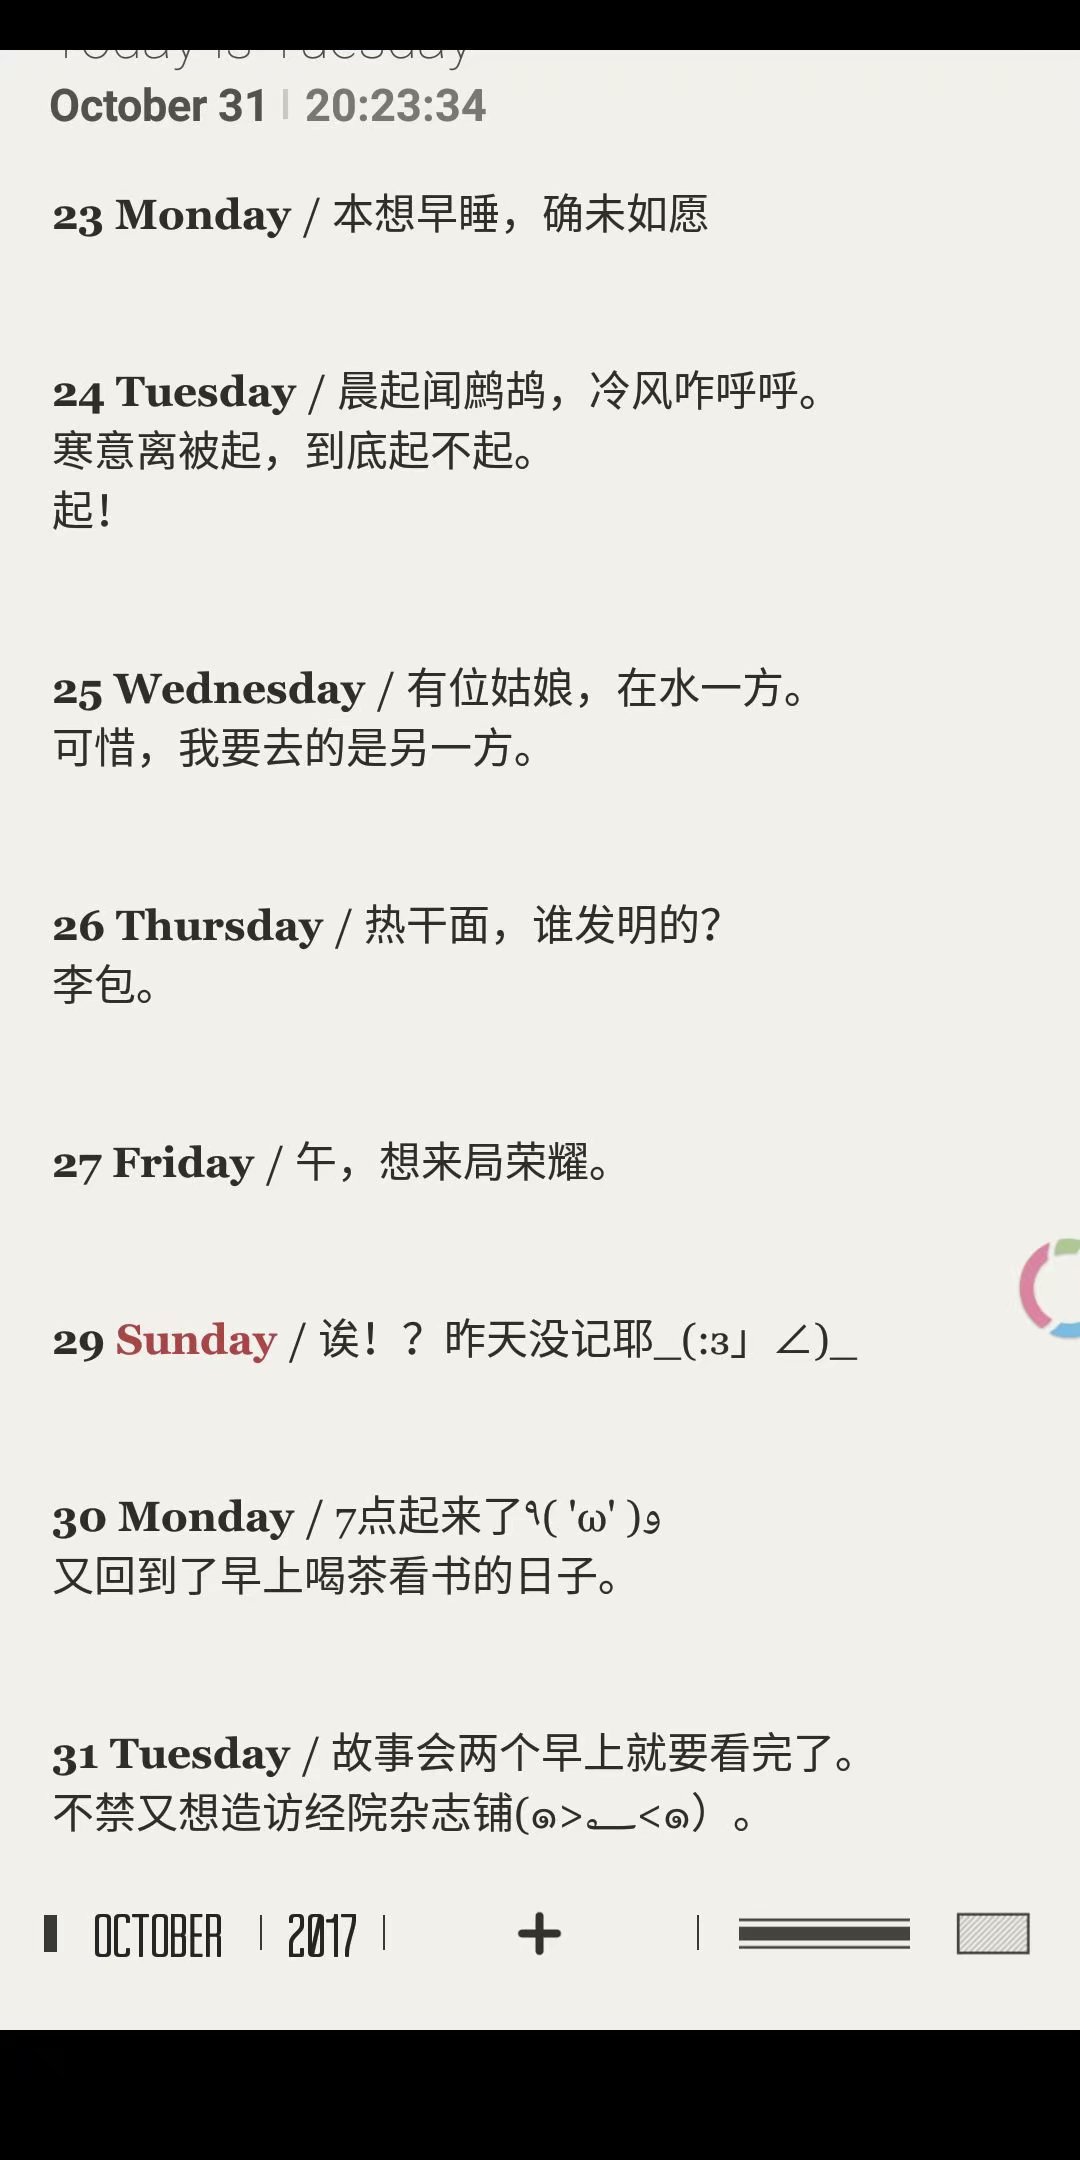 Today is Tuesday
October 31 | 20:23:34
23 Monday / 本想早睡，确未如愿
24 Tuesday / 晨起闻鹧鸪，冷风咋呼呼。
寒意离被起，到底起不起。
起！
25 Wednesday / 有位姑娘，在水一方。
可惜，我要去的是另一方。
26 Thursday / 热干面，谁发明的？
李包。
27 Friday / 午，想来局荣耀。
29 Sunday / 诶！？昨天没记耶_(:з」∠)_
30 Monday / 7点起来了٩( 'ω' )و
又回到了早上喝茶看书的日子。
31 Tuesday / 故事会两个早上就要看完了。
不禁又想造访经院杂志铺(๑>؂<๑）。
OCTOBER | 2017